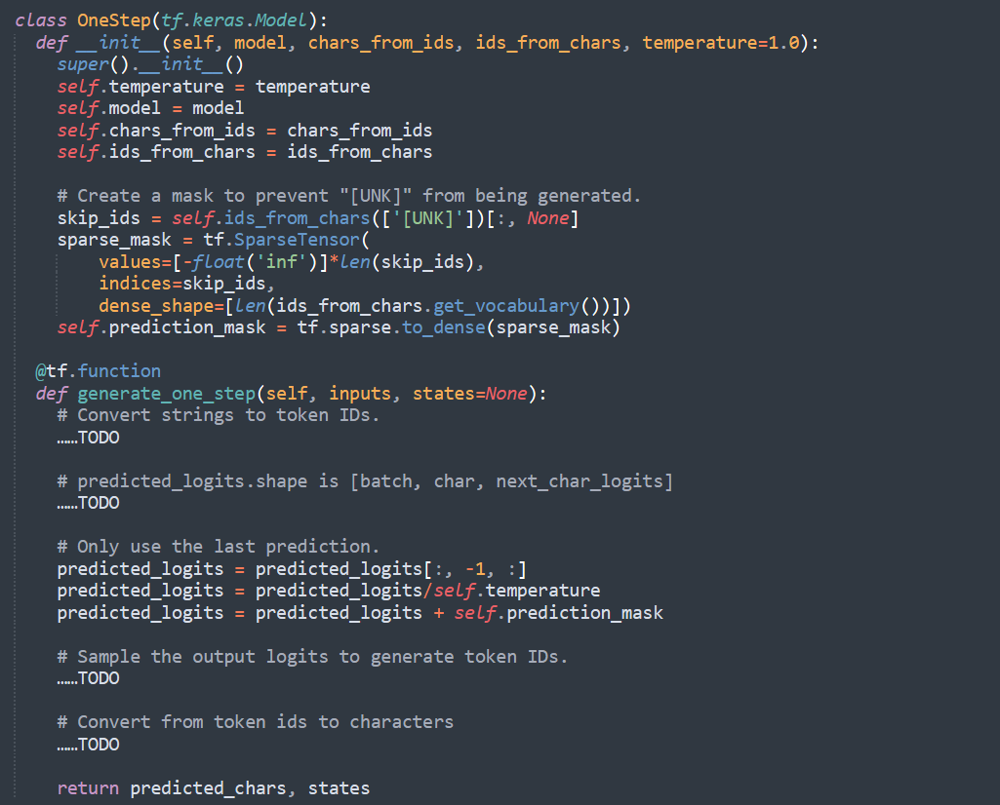 class OneStep(tf.keras.Model):
  def __init__(self, model, chars_from_ids, ids_from_chars, temperature=1.0):
    super().__init__()
    self.temperature = temperature
    self.model = model
    self.chars_from_ids = chars_from_ids
    self.ids_from_chars = ids_from_chars

    # Create a mask to prevent "[UNK]" from being generated.
    skip_ids = self.ids_from_chars(['[UNK]'])[:, None]
    sparse_mask = tf.SparseTensor(
        values=[-float('inf')]*len(skip_ids),
        indices=skip_ids,
        dense_shape=[len(ids_from_chars.get_vocabulary())])
    self.prediction_mask = tf.sparse.to_dense(sparse_mask)

  @tf.function
  def generate_one_step(self, inputs, states=None):
    # Convert strings to token IDs.
    ……TODO

    # predicted_logits.shape is [batch, char, next_char_logits]
    ……TODO

    # Only use the last prediction.
    predicted_logits = predicted_logits[:, -1, :]
    predicted_logits = predicted_logits/self.temperature
    predicted_logits = predicted_logits + self.prediction_mask

    # Sample the output logits to generate token IDs.
    ……TODO

    # Convert from token ids to characters
    ……TODO

    return predicted_chars, states